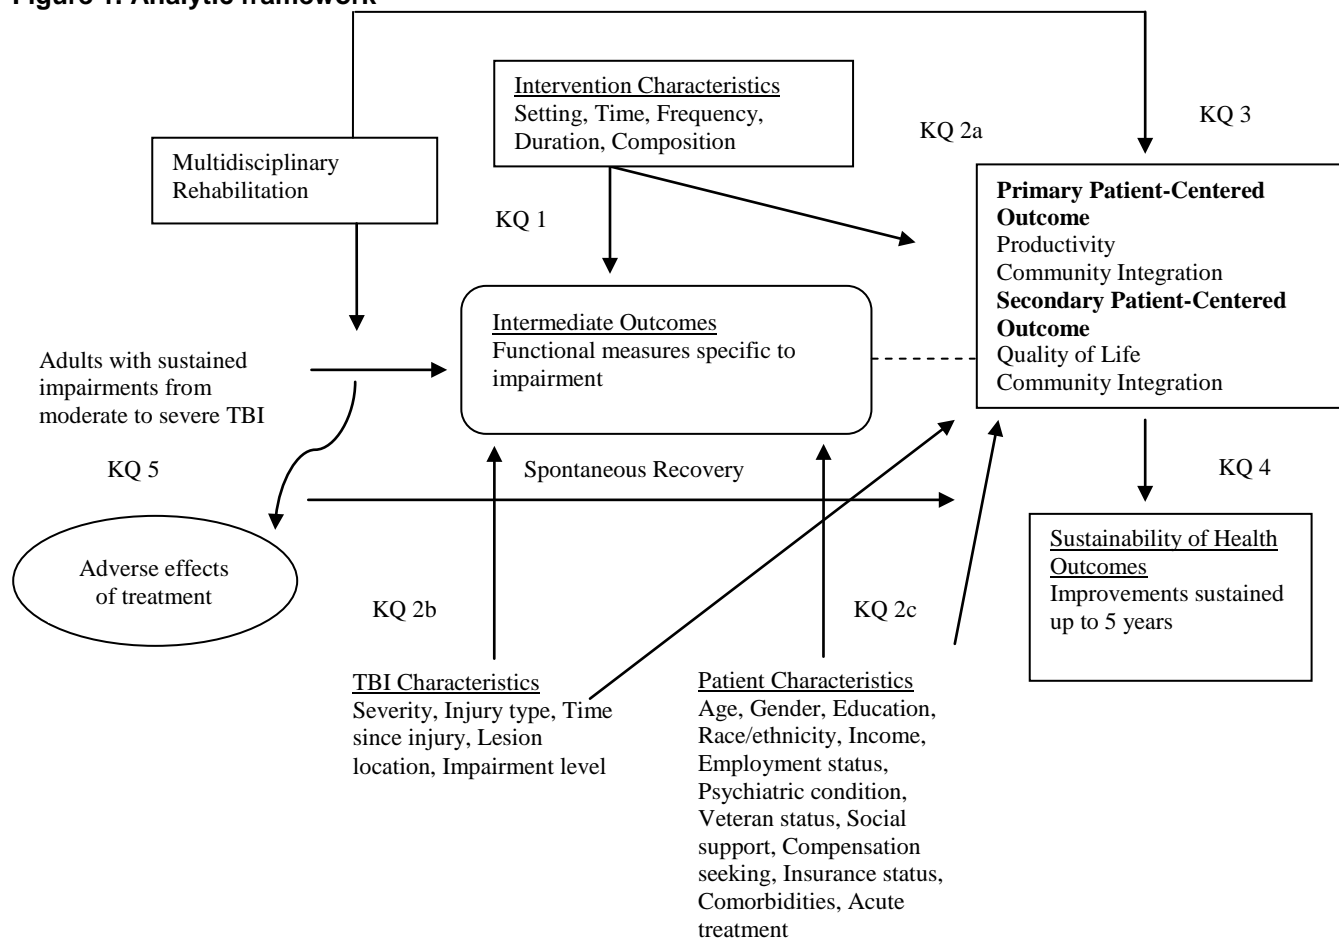 Figure 1. Analytic framework
Intervention Characteristics
Setting, Time, Frequency,
Duration, Composition
KQ 2a
KQ 3
Multidisciplinary
Rehabilitation
KQ 1
Primary Patient-Centered
Outcome
Productivity
Community Integration
Secondary Patient-Centered
Outcome
Quality of Life
Community Integration
Intermediate Outcomes
Functional measures specific to
impairment
Adults with sustained
impairments from
moderate to severe TBI
KQ 5
Spontaneous Recovery
KQ 4
Adverse effects
of treatment
Sustainability of Health
Outcomes
Improvements sustained
up to 5 years
KQ 2b
KQ 2c
TBI Characteristics
Severity, Injury type, Time
since injury, Lesion
location, Impairment level
Patient Characteristics
Age, Gender, Education,
Race/ethnicity, Income,
Employment status,
Psychiatric condition,
Veteran status, Social
support, Compensation
seeking, Insurance status,
Comorbidities, Acute
treatment